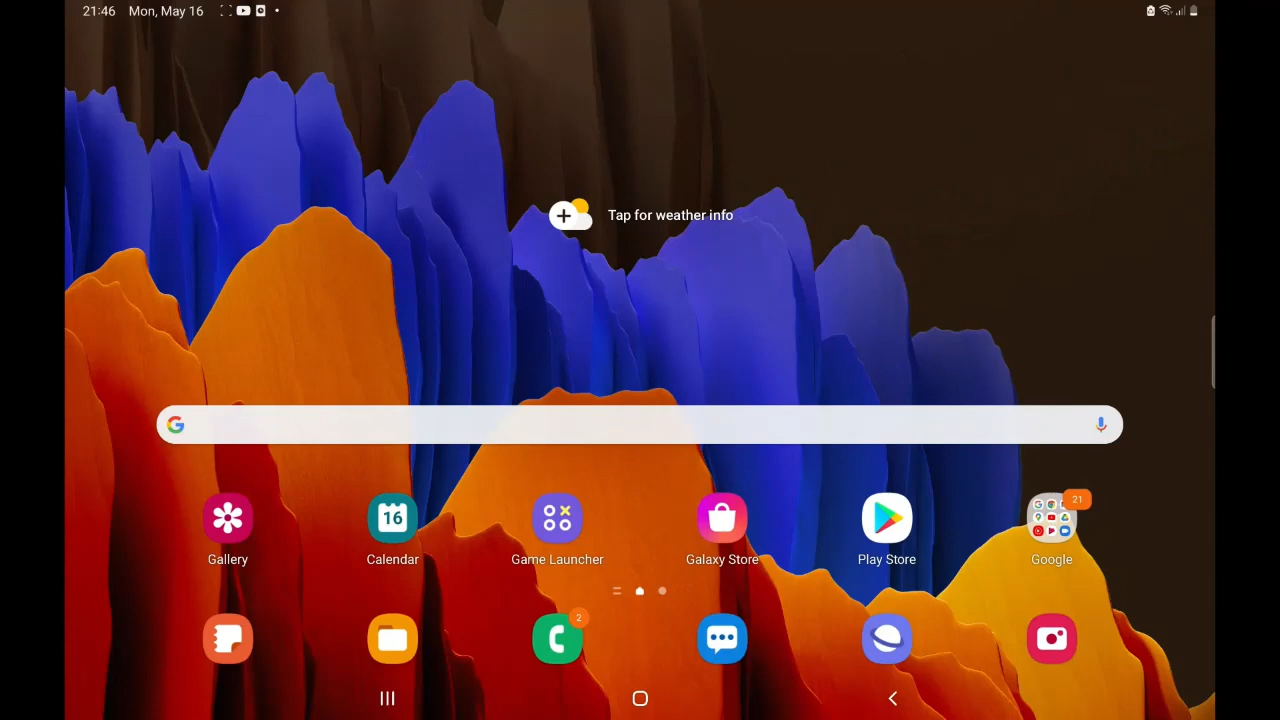 21:46 Mon, May 16
Tap for weather info
21
16
Gallery
Calendar
Game Launcher
Galaxy Store
Play Store
Google
2